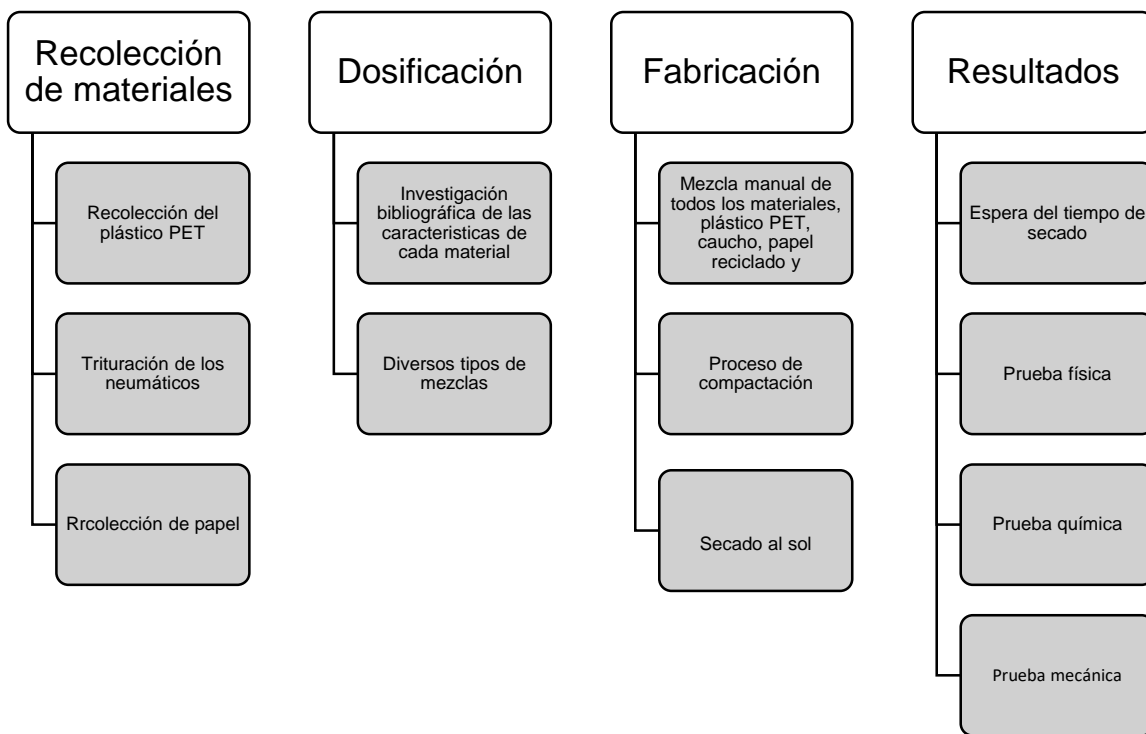 Recolección
de materiales
Recolección del
plástico PET
Trituración de los
neumáticos
Rrcolección de papel
Dosificación
Investigación
bibliográfica de las
caracteristicas de
cada material
Diversos tipos de
mezclas
Fabricación
Mezcla manual de
todos los materiales,
plástico PET,
caucho, papel
reciclado y
Proceso de
compactación
Secado al sol
Resultados
Espera del tiempo de
secado
Prueba física
Prueba química
Prueba mecánica